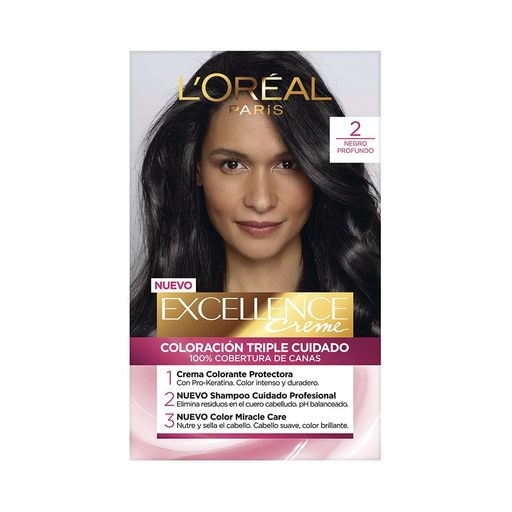 L'ORÉAL
PARIS
2
NEGRO
PROFUNDO
NUEVO
EXCELLENCE
Creme
COLORACIÓN TRIPLE CUIDADO
100% COBERTURA DE CANAS
1 Crema Colorante Protectora
Con Pro-Keratina. Color intenso y duradero.
2 NUEVO Shampoo Cuidado Profesional
Elimina residuos en el cuero cabelludo. pH balanceado.
3 NUEVO Color Miracle Care
Nutre y sella el cabello. Cabello suave, color brillante.